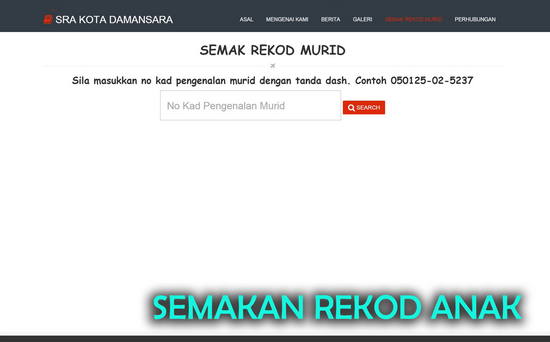 SRA KOTA DAMANSARA
ASAL MENGENAI KAMI BERITA GALERI SEMAK REKOD MURID PERHUBUNGAN
SEMAK REKOD MURID
Sila masukkan no kad pengenalan murid dengan tanda dash. Contoh 050125-02-5237
No Kad Pengenalan Murid
SEARCH
SEMAKAN REKOD ANAK